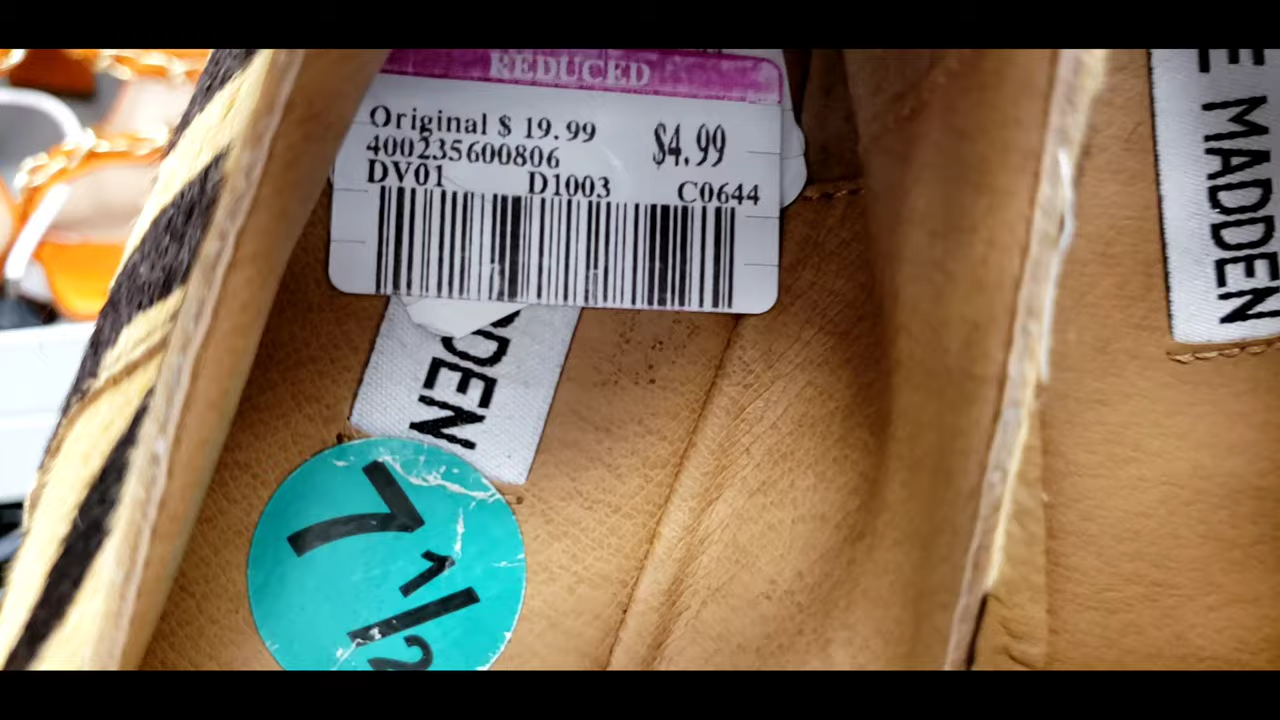 REDUCED
Original $ 19.99
$4.99
400235600806
DV01 D1003 C0644
DEN
7 1/2
E MADDEN